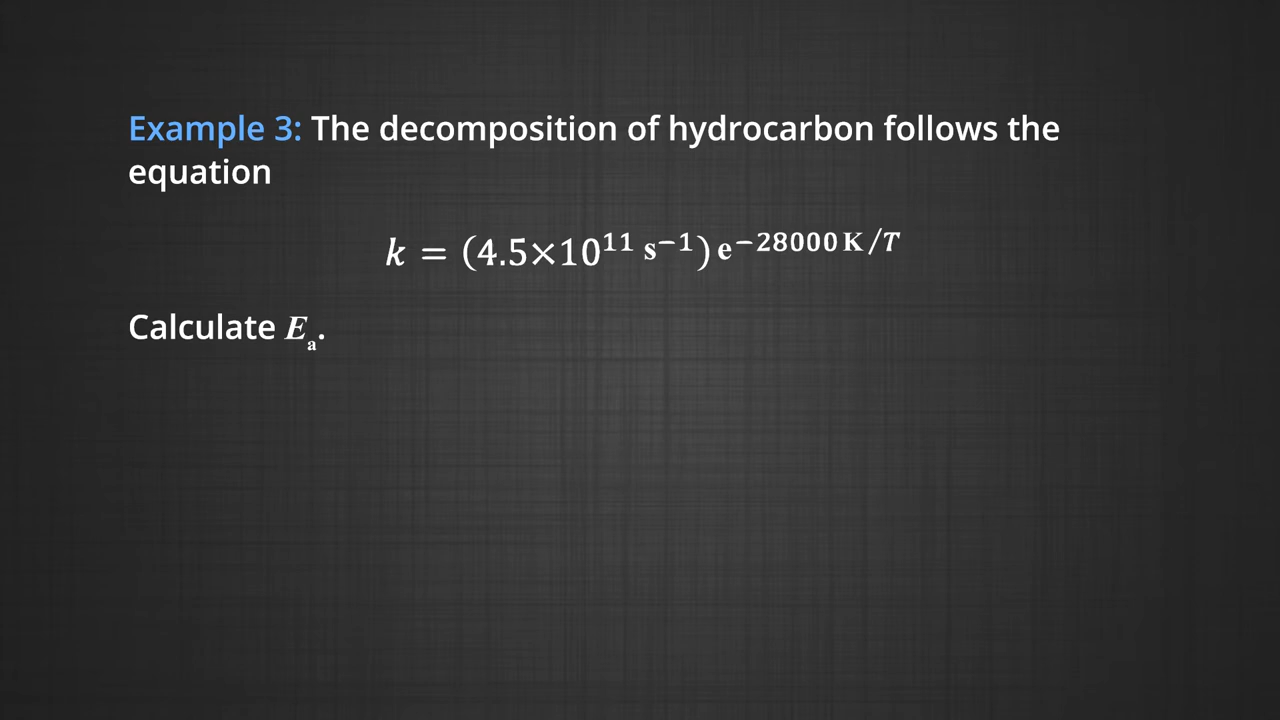 Example 3: The decomposition of hydrocarbon follows the
equation
k = (4.5×10¹¹ s⁻¹) e^(−28000 K/T)
Calculate Eₐ.